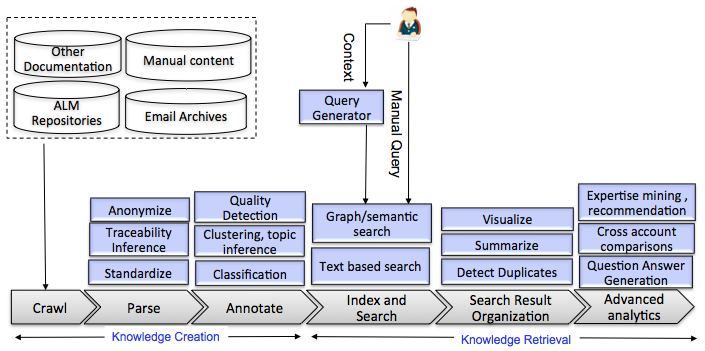 Other
Documentation
Manual content
ALM
Repositories
Email Archives
Context
Manual Query
Query
Generator
Anonymize
Traceability
Inference
Standardize
Quality
Detection
Clustering, topic
inference
Classification
Graph/semantic
search
Text based search
Visualize
Summarize
Detect Duplicates
Expertise mining ,
recommendation
Cross account
comparisons
Question Answer
Generation
Crawl
Parse
Annotate
Index and
Search
Search Result
Organization
Advanced
analytics
Knowledge Creation
Knowledge Retrieval